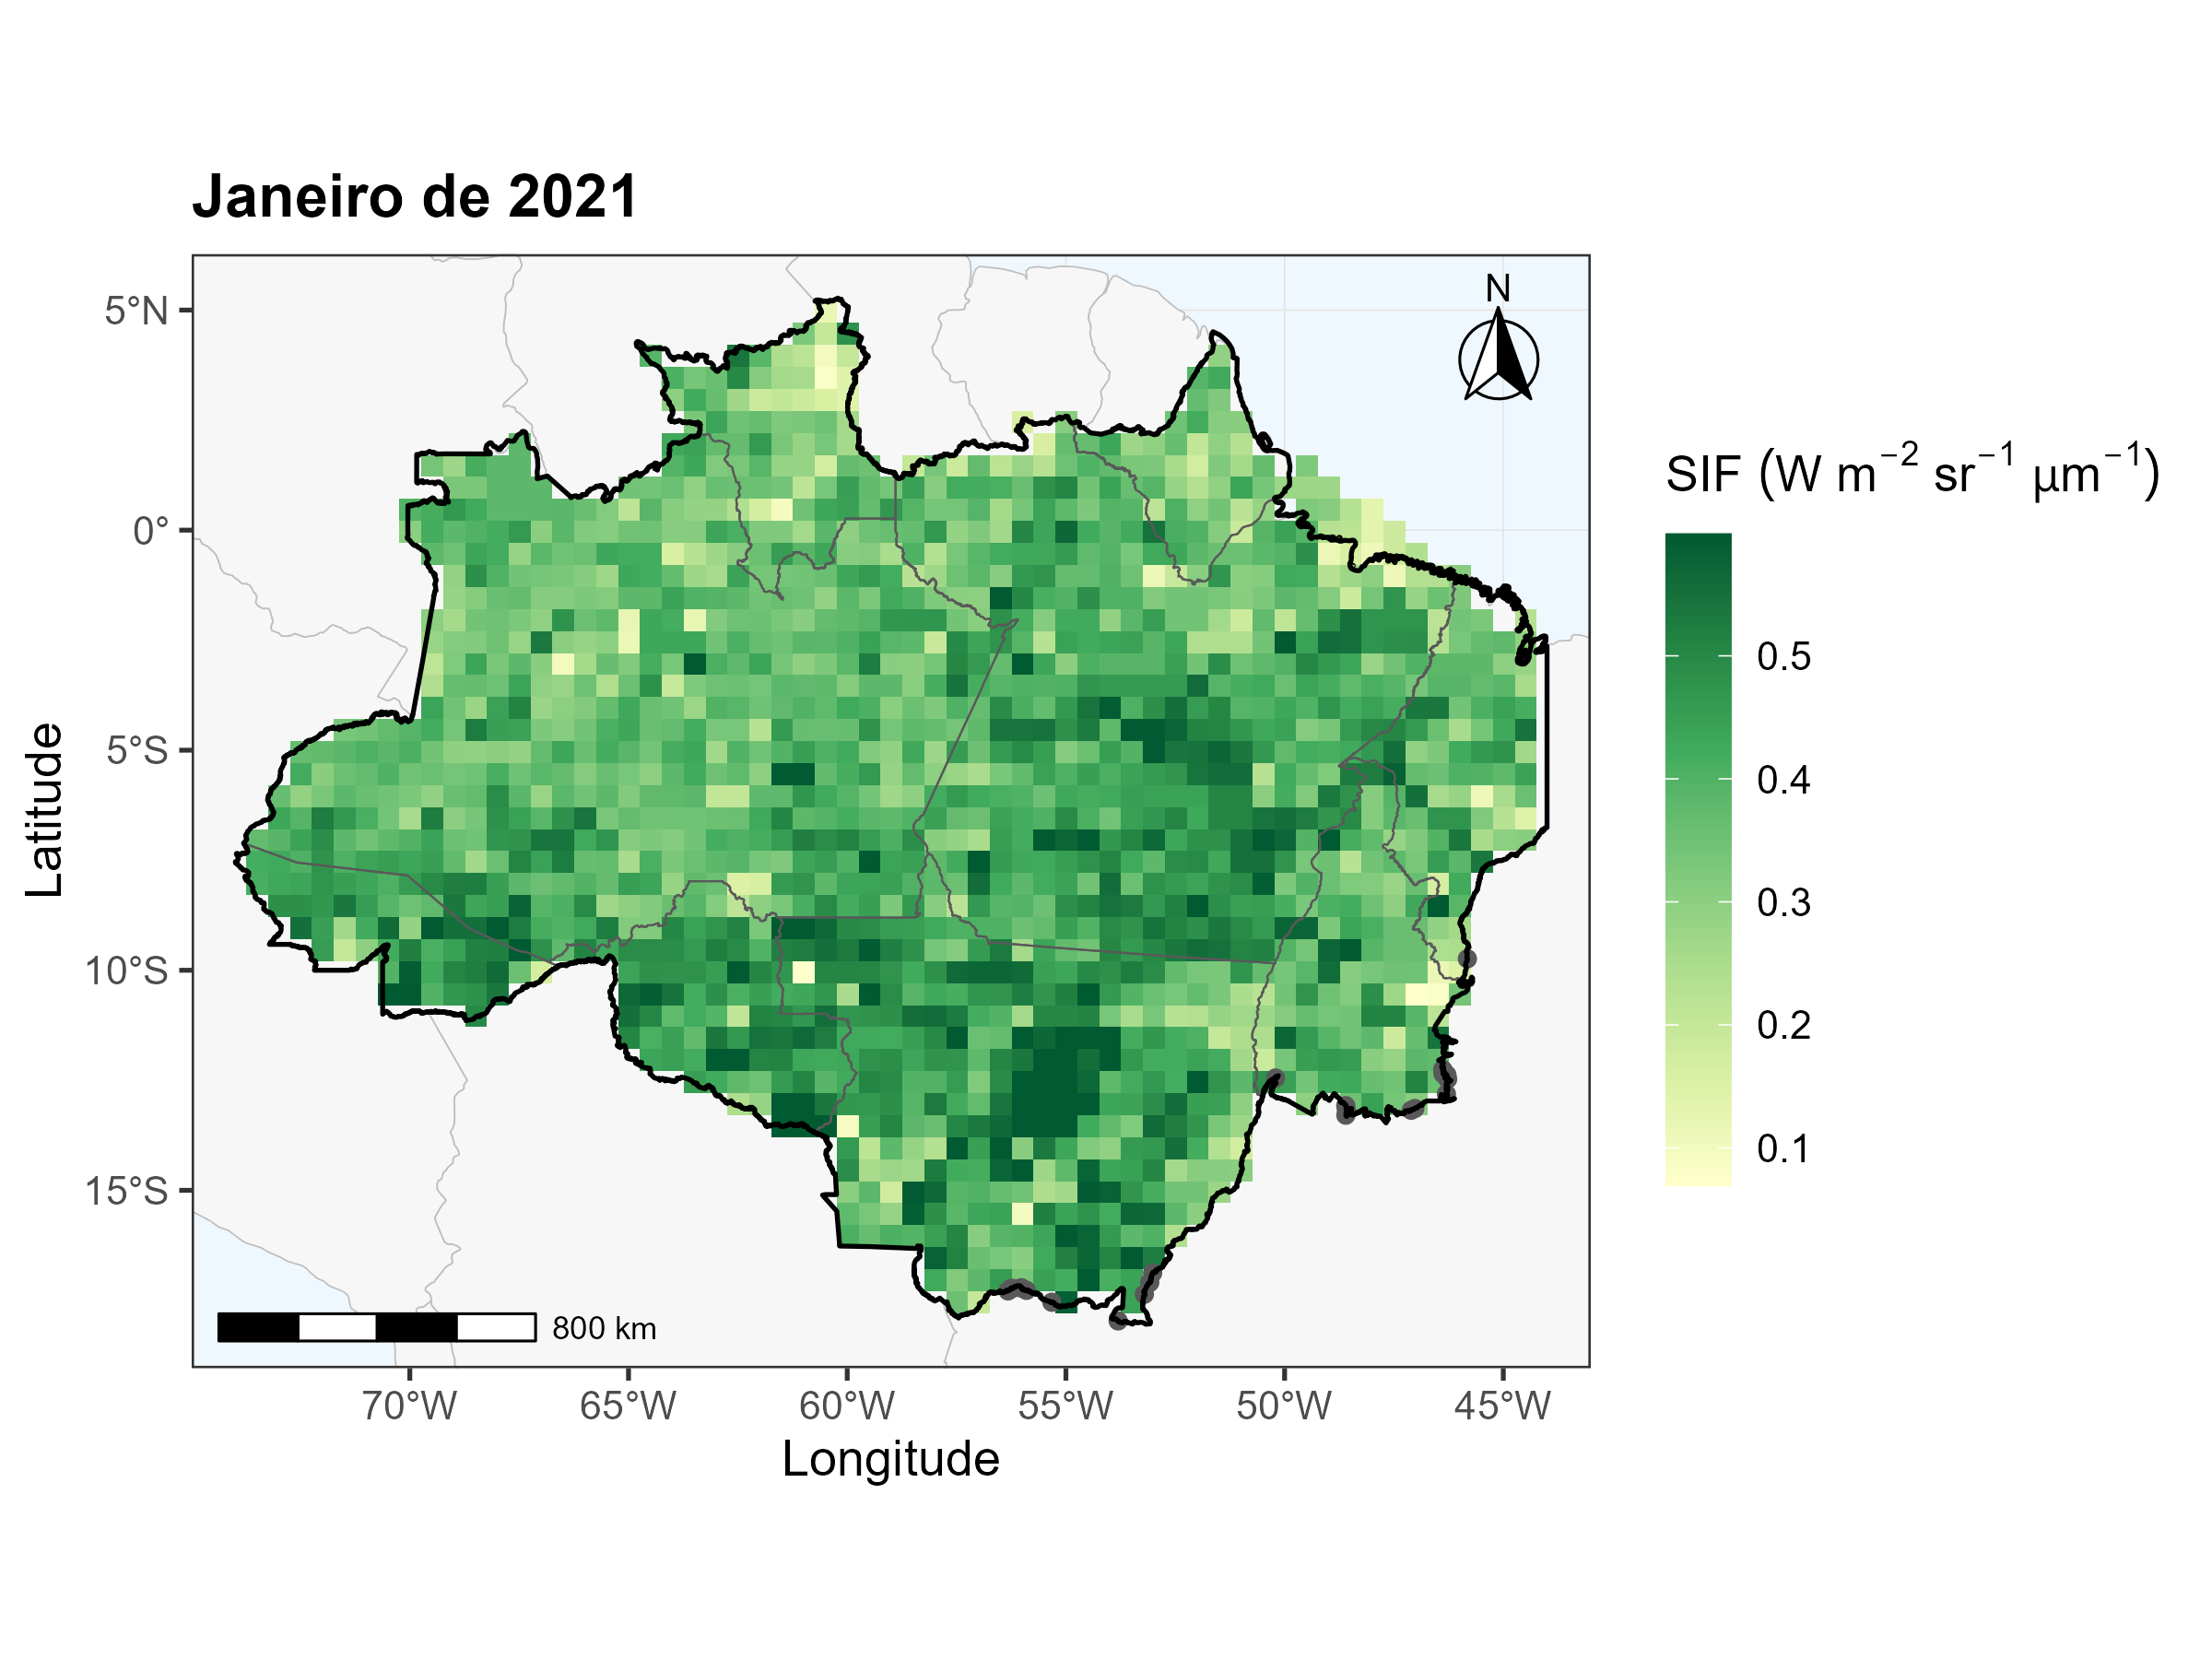 Janeiro de 2021
N
5°N
0°
5°S
10°S
15°S
Latitude
800 km
70°W 65°W 60°W 55°W 50°W 45°W
Longitude
SIF (W m⁻² sr⁻¹ μm⁻¹)
0.5
0.4
0.3
0.2
0.1